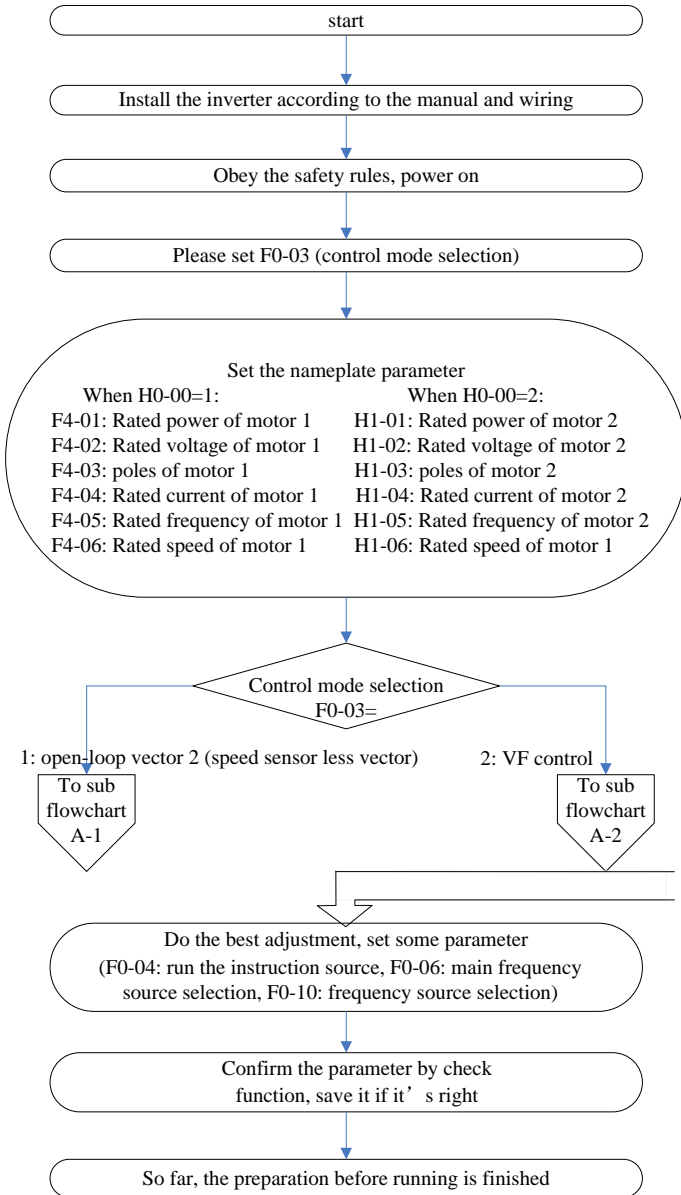 start
Install the inverter according to the manual and wiring
Obey the safety rules, power on
Please set F0-03 (control mode selection)
Set the nameplate parameter
When H0-00=1:
F4-01: Rated power of motor 1
F4-02: Rated voltage of motor 1
F4-03: poles of motor 1
F4-04: Rated current of motor 1
F4-05: Rated frequency of motor 1
F4-06: Rated speed of motor 1
When H0-00=2:
H1-01: Rated power of motor 2
H1-02: Rated voltage of motor 2
H1-03: poles of motor 2
H1-04: Rated current of motor 2
H1-05: Rated frequency of motor 2
H1-06: Rated speed of motor 1
Control mode selection
F0-03=
1: open-loop vector 2 (speed sensor less vector)
To sub
flowchart
A-1
2: VF control
To sub
flowchart
A-2
Do the best adjustment, set some parameter
(F0-04: run the instruction source, F0-06: main frequency
source selection, F0-10: frequency source selection)
Confirm the parameter by check
function, save it if it’s right
So far, the preparation before running is finished